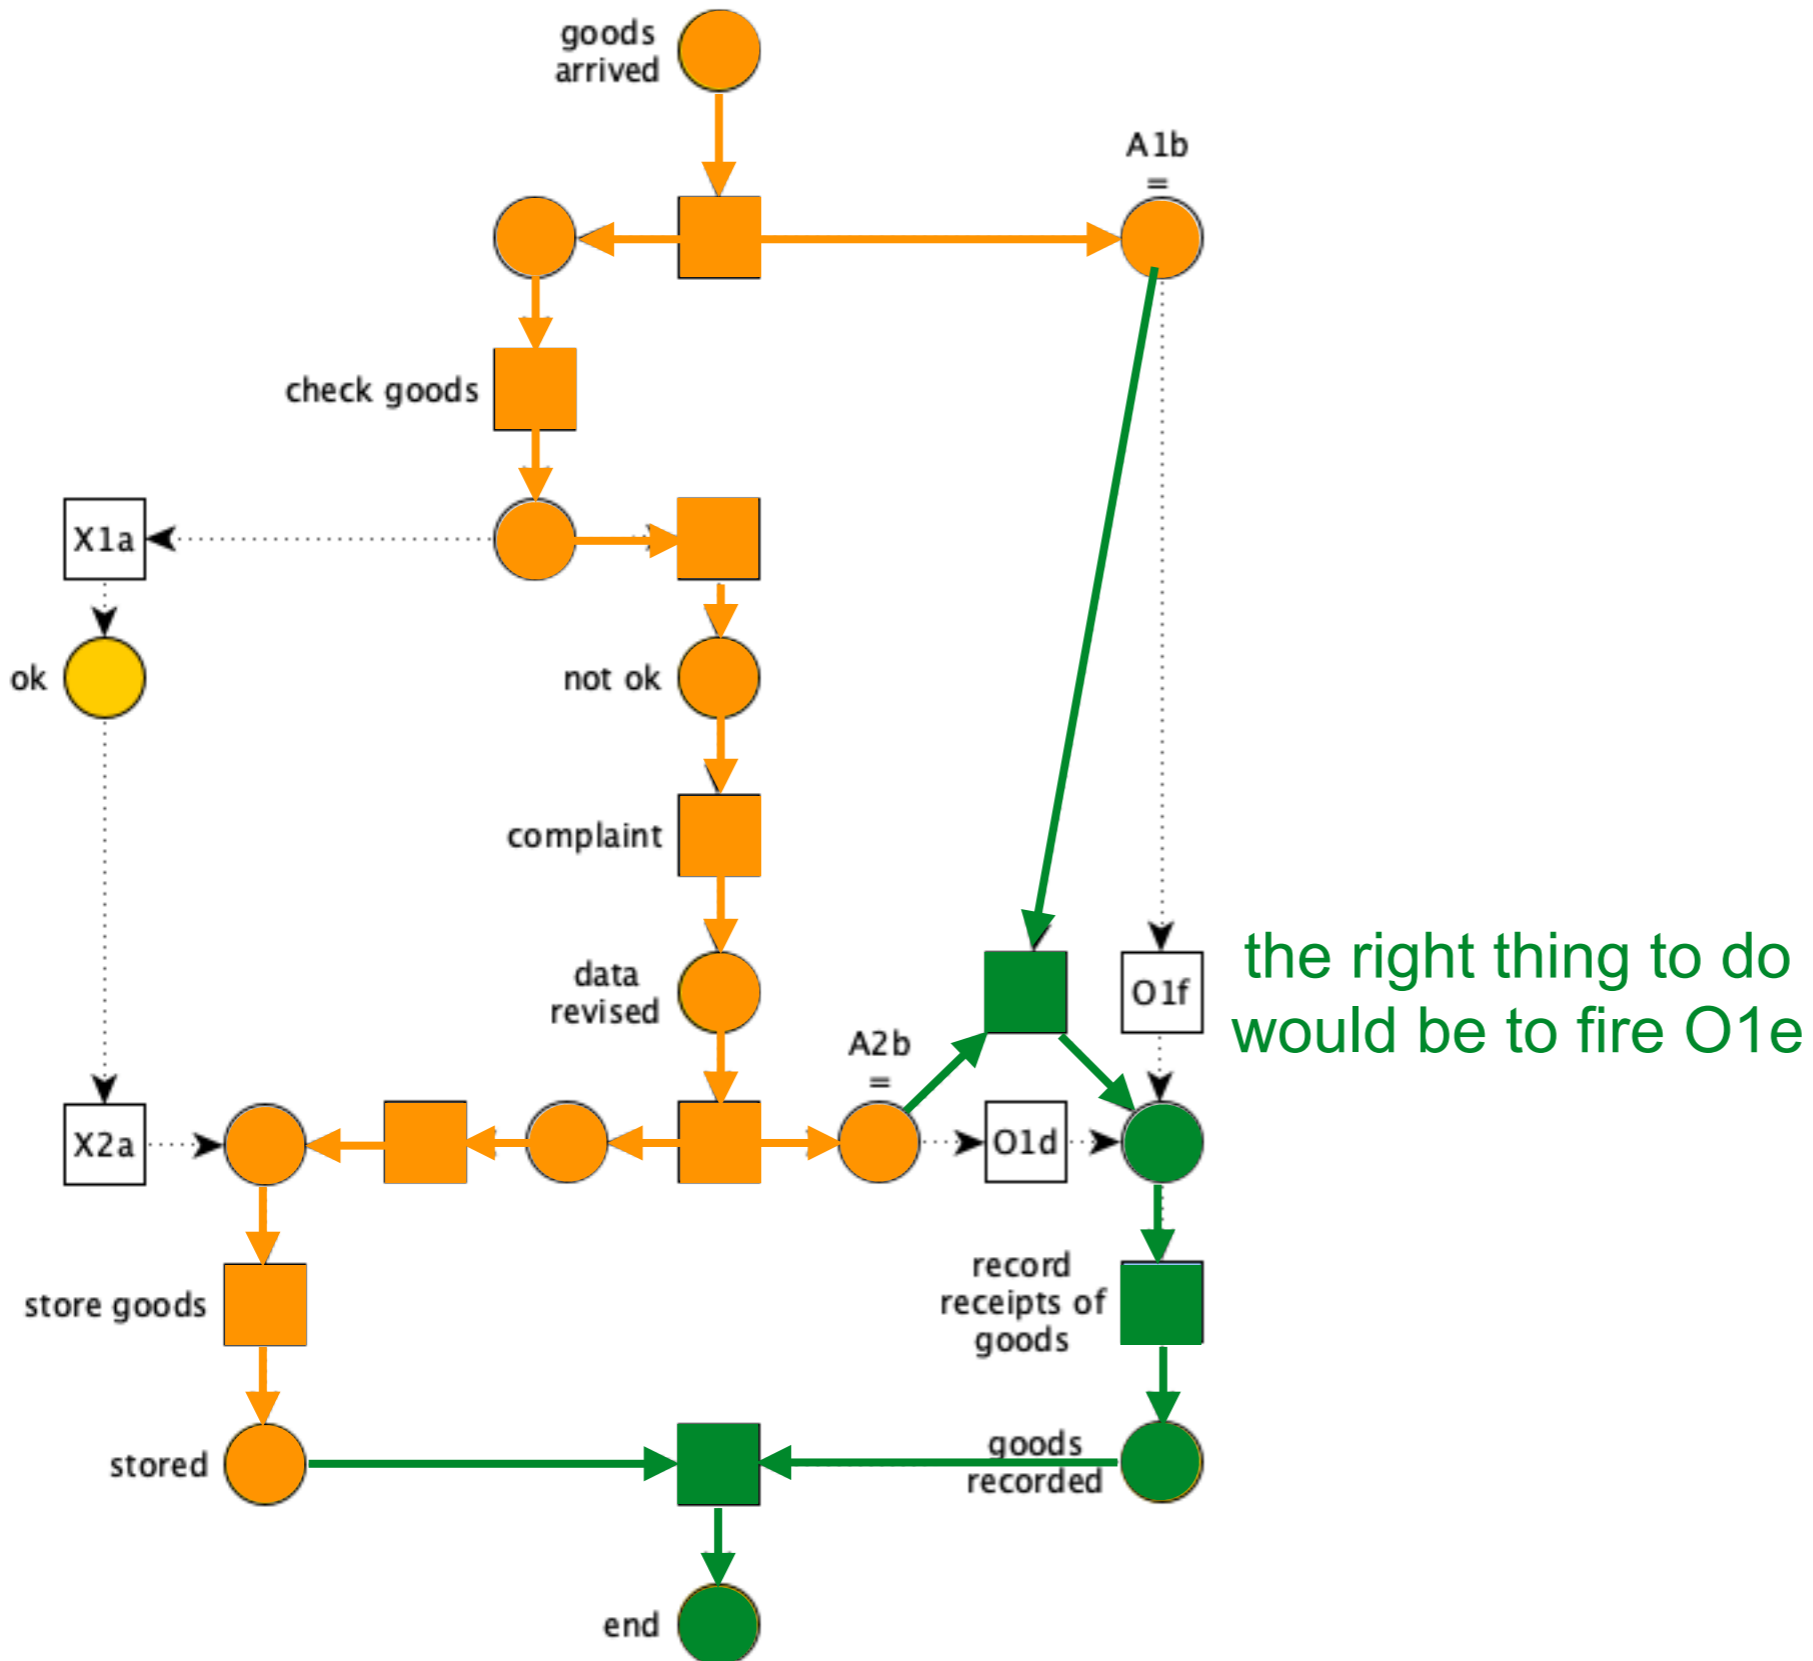 goods
arrived
A1b
=
check goods
X1a
ok
not ok
complaint
data
revised
A2b
=
O1f
the right thing to do
would be to fire O1e
X2a
O1d
store goods
record
receipts of
goods
stored
goods
recorded
end